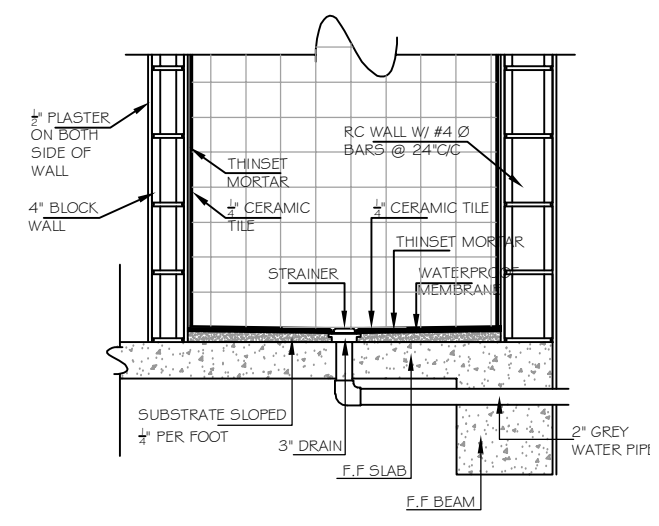 ½" PLASTER
ON BOTH
SIDE OF
WALL
4" BLOCK
WALL
THINSET
MORTAR
¼" CERAMIC
TILE
RC WALL W/ #4 Ø
BARS @ 24"C/C
¼" CERAMIC TILE
THINSET MORTAR
STRAINER
WATERPROOF
MEMBRANE
SUBSTRATE SLOPED
¼" PER FOOT
3" DRAIN
F.F SLAB
F.F BEAM
2" GREY
WATER PIPE